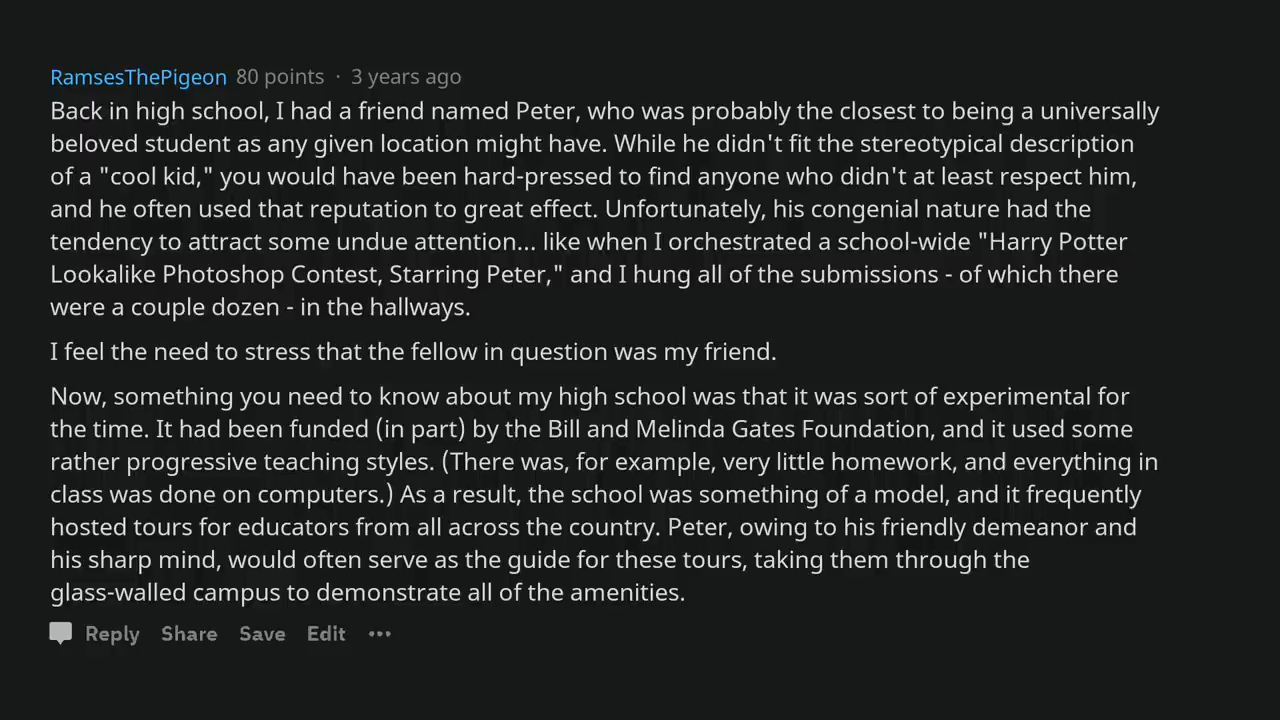 RamsesThePigeon 80 points · 3 years ago
Back in high school, I had a friend named Peter, who was probably the closest to being a universally
beloved student as any given location might have. While he didn't fit the stereotypical description
of a "cool kid," you would have been hard-pressed to find anyone who didn't at least respect him,
and he often used that reputation to great effect. Unfortunately, his congenial nature had the
tendency to attract some undue attention... like when I orchestrated a school-wide "Harry Potter
Lookalike Photoshop Contest, Starring Peter," and I hung all of the submissions - of which there
were a couple dozen - in the hallways.
I feel the need to stress that the fellow in question was my friend.
Now, something you need to know about my high school was that it was sort of experimental for
the time. It had been funded (in part) by the Bill and Melinda Gates Foundation, and it used some
rather progressive teaching styles. (There was, for example, very little homework, and everything in
class was done on computers.) As a result, the school was something of a model, and it frequently
hosted tours for educators from all across the country. Peter, owing to his friendly demeanor and
his sharp mind, would often serve as the guide for these tours, taking them through the
glass-walled campus to demonstrate all of the amenities.
Reply Share Save Edit •••